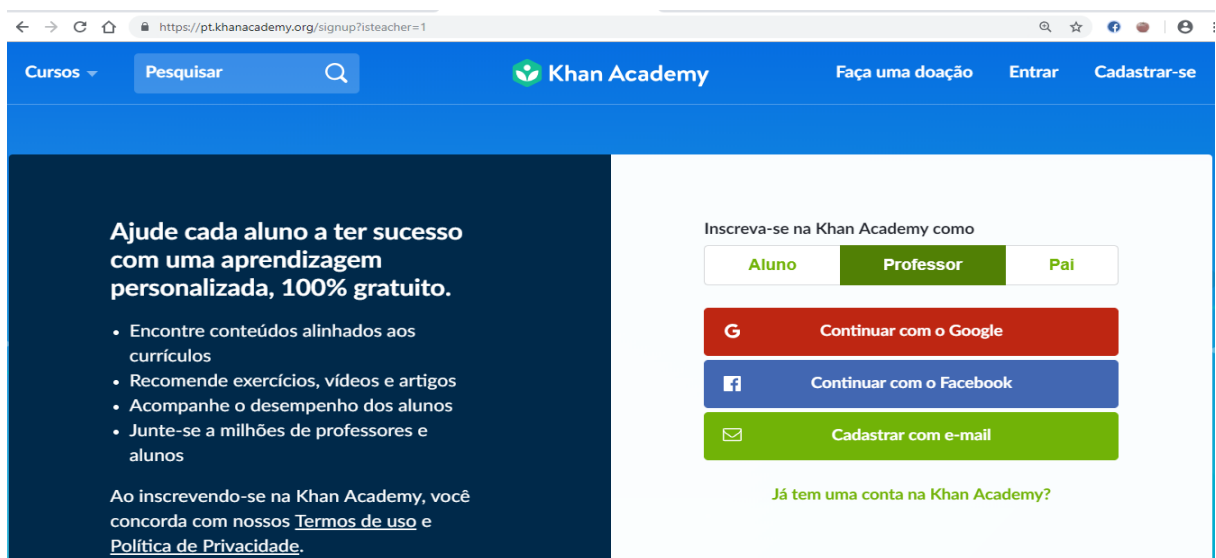 https://pt.khanacademy.org/signup?isteacher=1
Cursos Pesquisar Khan Academy Faça uma doação Entrar Cadastrar-se
Ajude cada aluno a ter sucesso
com uma aprendizagem
personalizada, 100% gratuito.
• Encontre conteúdos alinhados aos
currículos
• Recomende exercícios, vídeos e artigos
• Acompanhe o desempenho dos alunos
• Junte-se a milhões de professores e
alunos
Ao inscrevendo-se na Khan Academy, você
concorda com nossos Termos de uso e
Política de Privacidade.
Inscreva-se na Khan Academy como
Aluno Professor Pai
G Continuar com o Google
f Continuar com o Facebook
Cadastrar com e-mail
Já tem uma conta na Khan Academy?